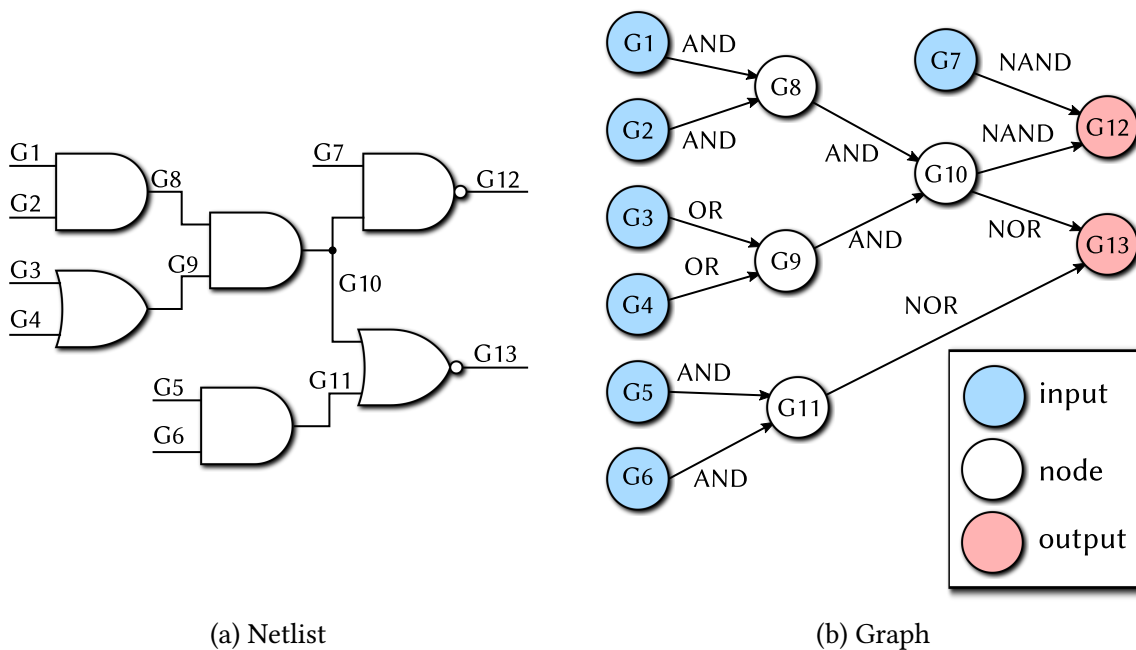 G1
G2
G3
G4
G8
G9
G7
G12
G10
G5
G6
G11
G13
(a) Netlist
G1
AND
G2
AND
G8
AND
G3
OR
G4
OR
G9
AND
G10
G7
NAND
NAND
G12
NOR
G13
G5
AND
G6
AND
G11
NOR
input
node
output
(b) Graph